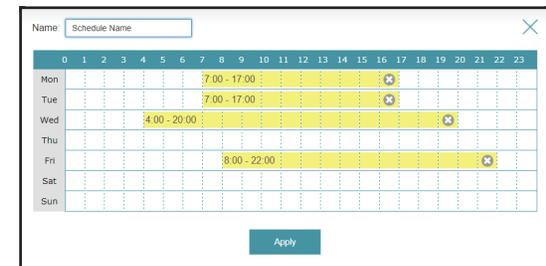 Name: Schedule Name
0 1 2 3 4 5 6 7 8 9 10 11 12 13 14 15 16 17 18 19 20 21 22 23
Mon 7:00 - 17:00
Tue 7:00 - 17:00
Wed 4:00 - 20:00
Thu
Fri 8:00 - 22:00
Sat
Sun
Apply